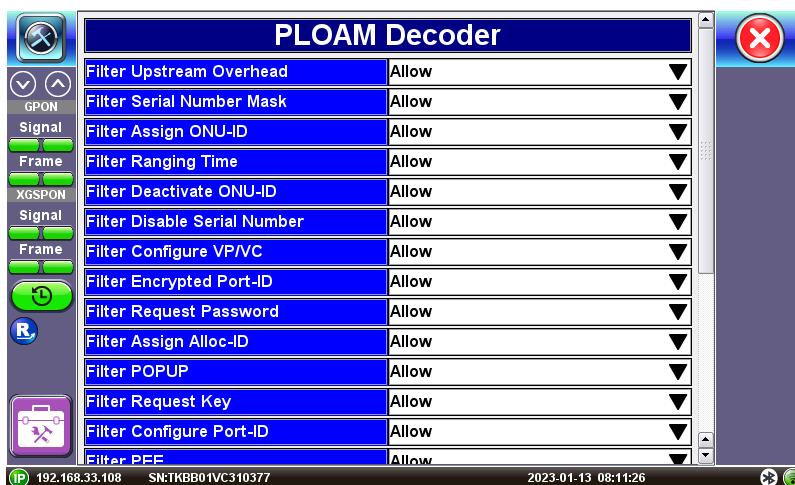 PLOAM Decoder
Filter Upstream Overhead Allow
Filter Serial Number Mask Allow
Filter Assign ONU-ID Allow
Filter Ranging Time Allow
Filter Deactivate ONU-ID Allow
Filter Disable Serial Number Allow
Filter Configure VP/VC Allow
Filter Encrypted Port-ID Allow
Filter Request Password Allow
Filter Assign Alloc-ID Allow
Filter POPUP Allow
Filter Request Key Allow
Filter Configure Port-ID Allow
Filter PEE Allow
GPON
Signal
Frame
XGSPON
Signal
Frame
R
IP 192.168.33.108 SN:TKBB01VC310377 2023-01-13 08:11:26